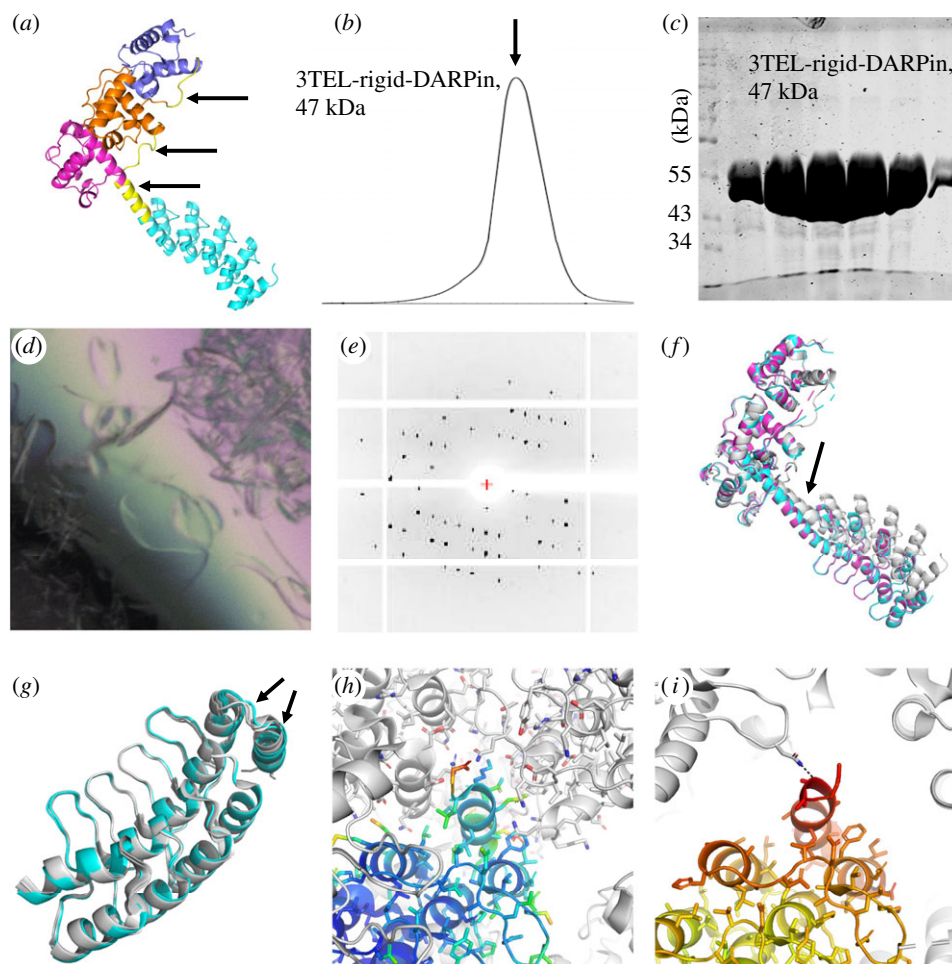 (a)
(b)
3TEL-rigid-DARPin,
47 kDa
(c)
3TEL-rigid-DARPin,
47 kDa
(kDa)
55
43
34
(d)
(e)
(f)
(g)
(h)
(i)